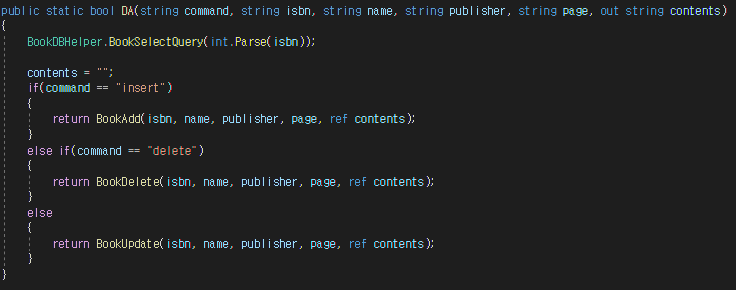 public static bool DA(string command, string isbn, string name, string publisher, string page, out string contents)
{
    BookDBHelper.BookSelectQuery(int.Parse(isbn));

    contents = "";
    if(command == "insert")
    {
        return BookAdd(isbn, name, publisher, page, ref contents);
    }
    else if(command == "delete")
    {
        return BookDelete(isbn, name, publisher, page, ref contents);
    }
    else
    {
        return BookUpdate(isbn, name, publisher, page, ref contents);
    }
}